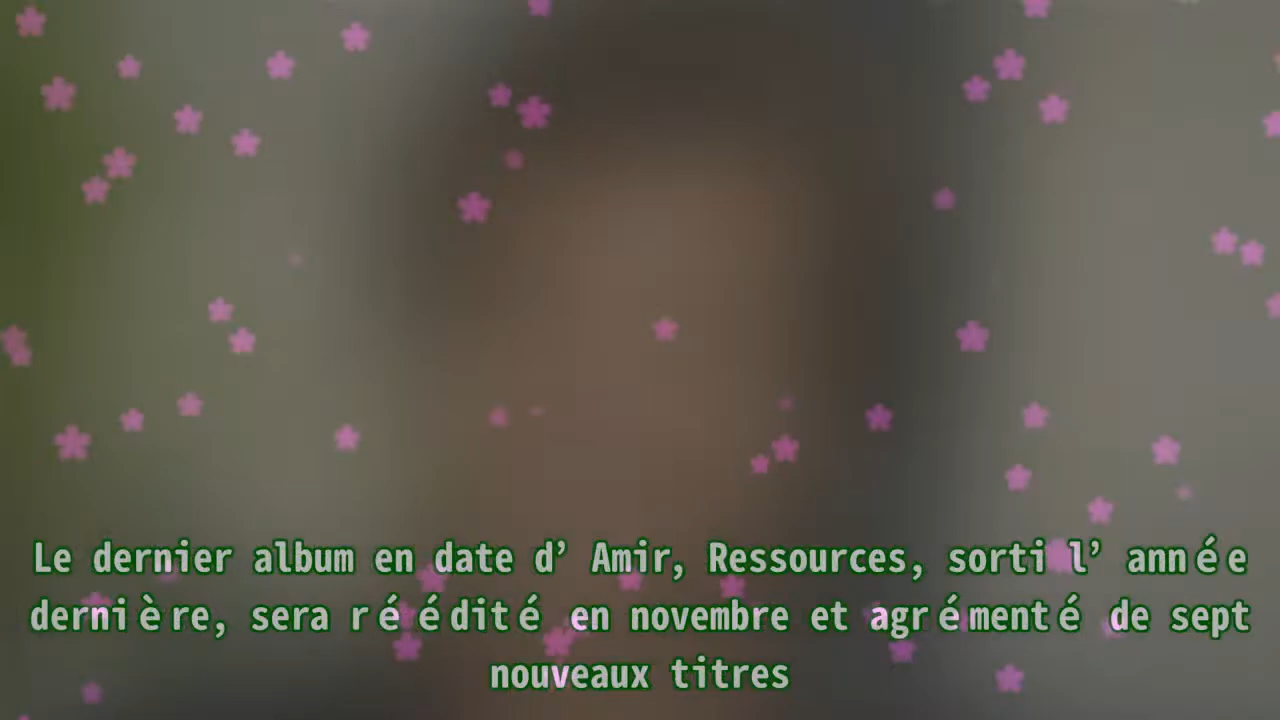 Le dernier album en date d’ Amir, Ressources, sorti l’ année
dernière, sera réédité en novembre et agrémenté de sept
nouveaux titres